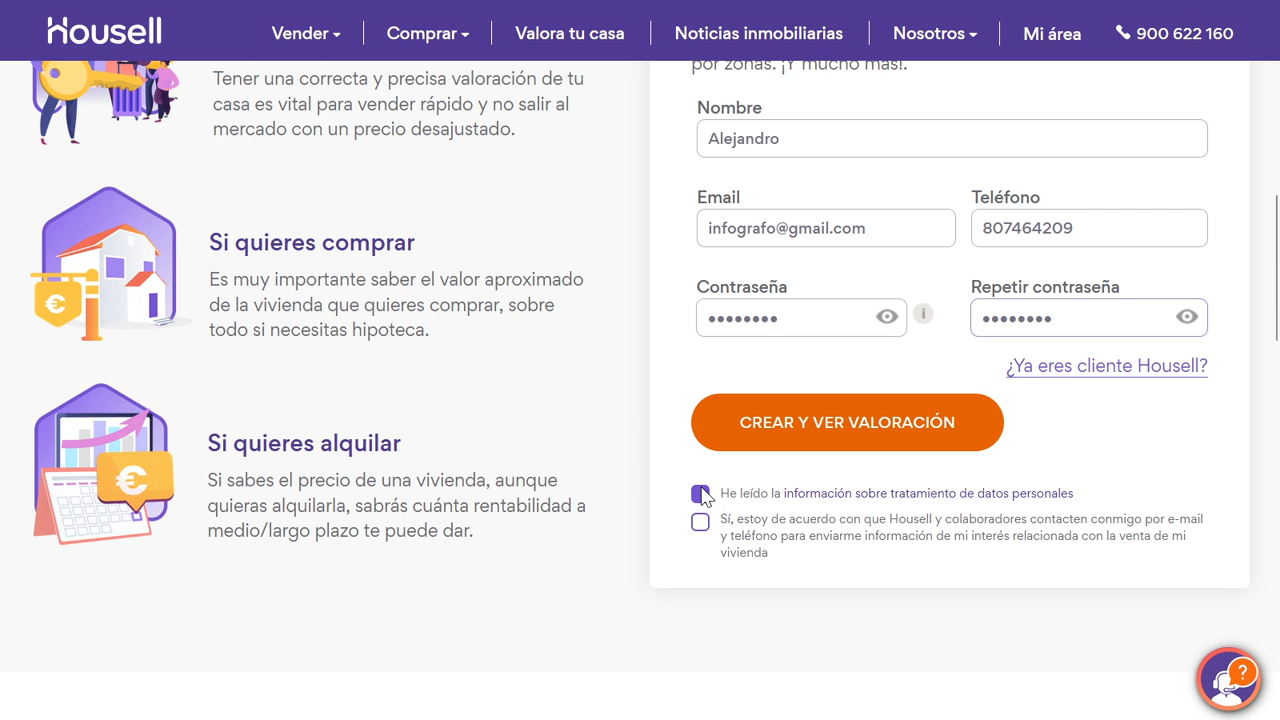 Housell
Vender
Comprar
Valora tu casa
Noticias inmobiliarias
Nosotros
Mi área
900 622 160
Tener una correcta y precisa valoración de tu
casa es vital para vender rápido y no salir al
mercado con un precio desajustado.
Si quieres comprar
Es muy importante saber el valor aproximado
de la vivienda que quieres comprar, sobre
todo si necesitas hipoteca.
€
Si quieres alquilar
Si sabes el precio de una vivienda, aunque
quieras alquilarla, sabrás cuánta rentabilidad a
medio/largo plazo te puede dar.
€
por zonas. ¡Y mucho más!.
Nombre
Alejandro
Email
Teléfono
infografo@gmail.com
807464209
Contraseña
Repetir contraseña
••••••••
i
••••••••
¿Ya eres cliente Housell?
CREAR Y VER VALORACIÓN
He leído la información sobre tratamiento de datos personales
Sí, estoy de acuerdo con que Housell y colaboradores contacten conmigo por e-mail
y teléfono para enviarme información de mi interés relacionada con la venta de mi
vivienda
?